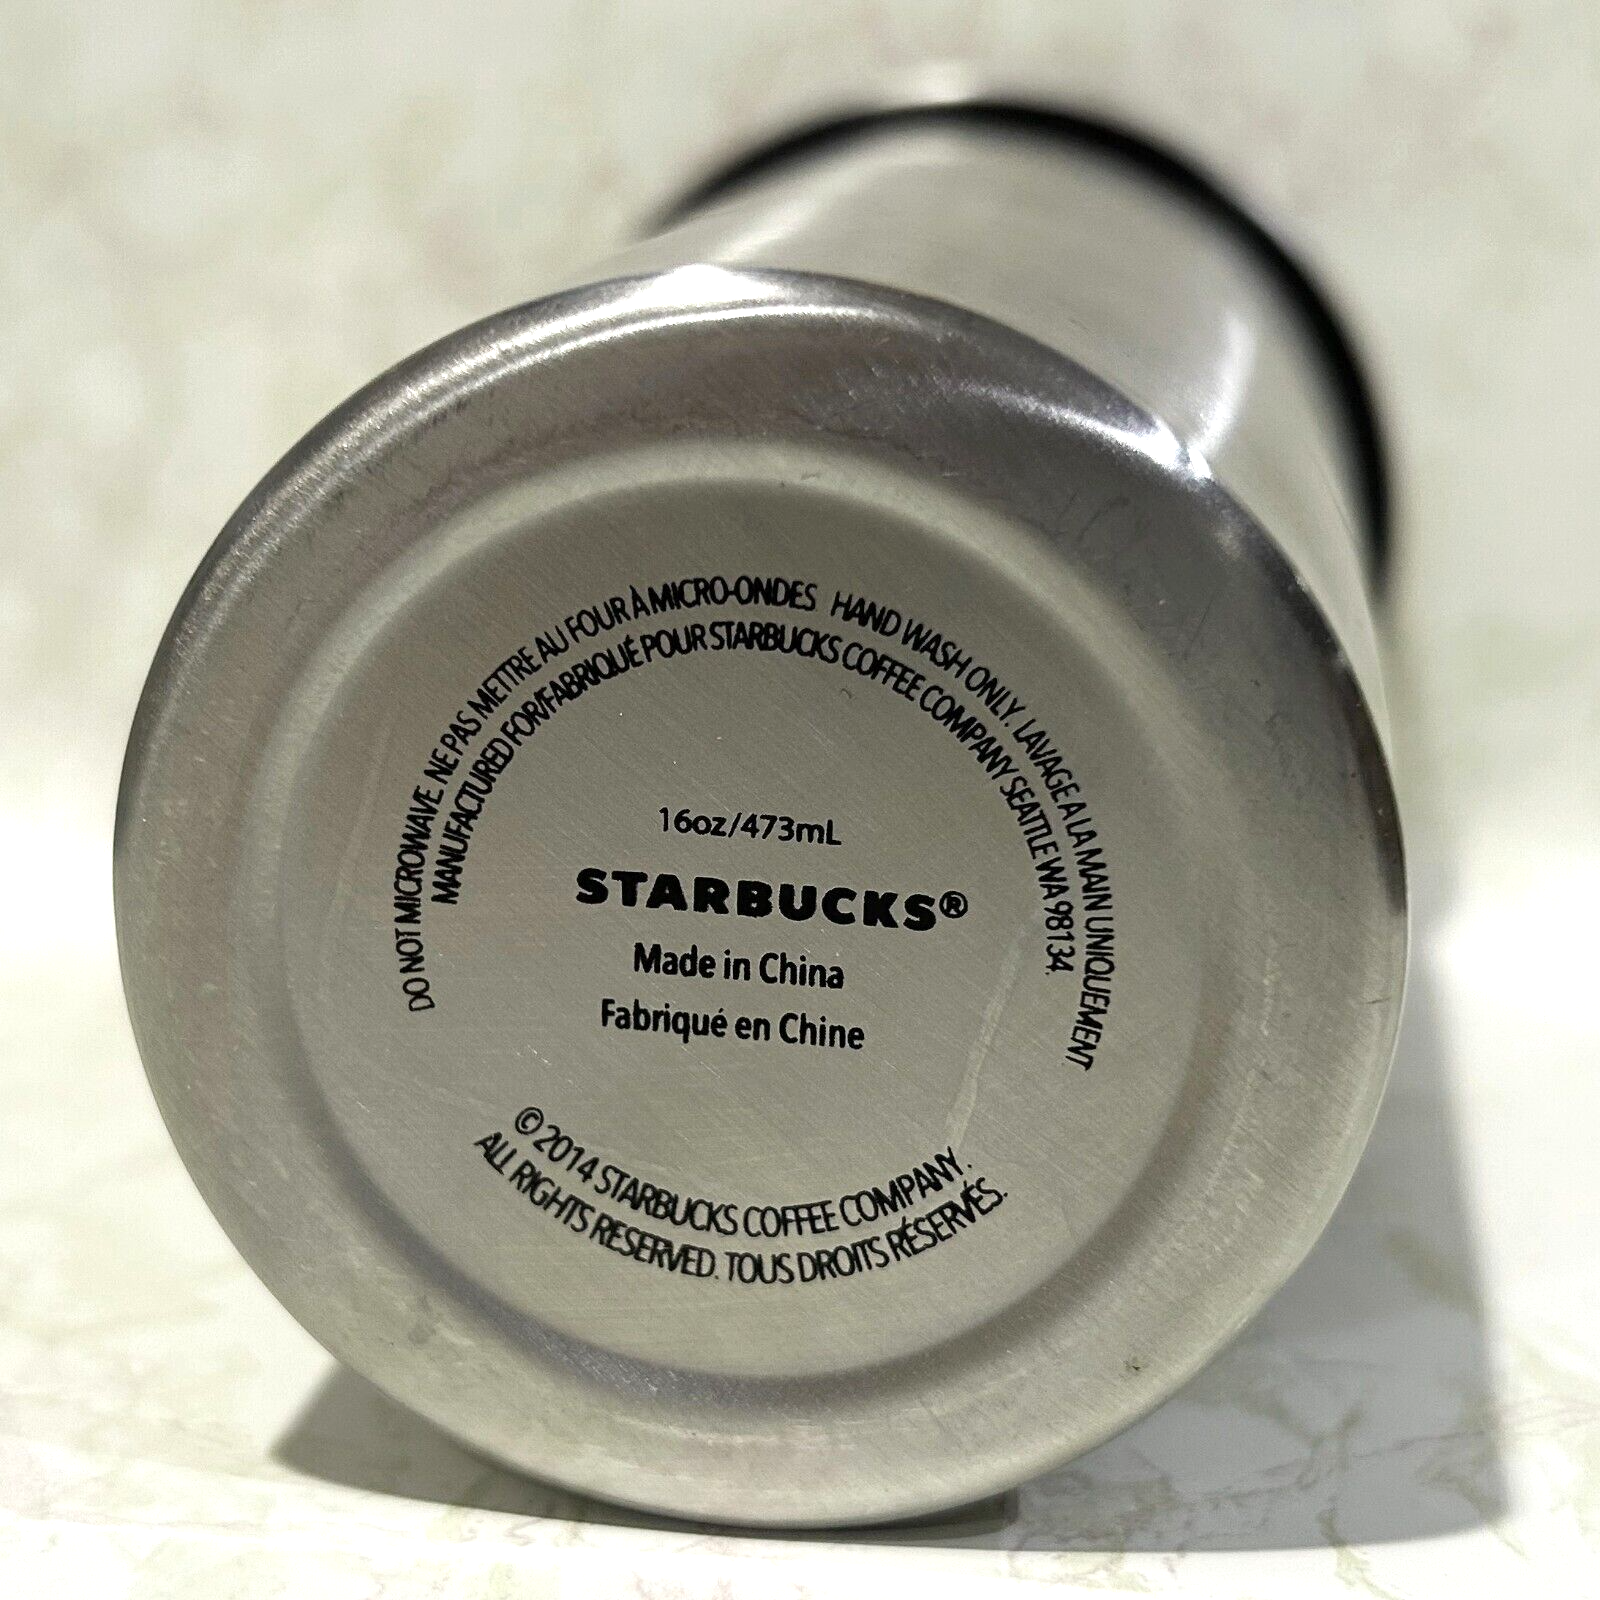 DO NOT MICROWAVE. NE PAS METTRE AU FOUR À MICRO-ONDES HAND WASH ONLY. LAVAGE A LA MAIN UNIQUEMENT.
MANUFACTURED FOR/FABRIQUÉ POUR STARBUCKS COFFEE COMPANY SEATTLE WA 98134.
16oz/473mL
STARBUCKS®
Made in China
Fabriqué en Chine
© 2014 STARBUCKS COFFEE COMPANY.
ALL RIGHTS RESERVED. TOUS DROITS RÉSERVÉS.